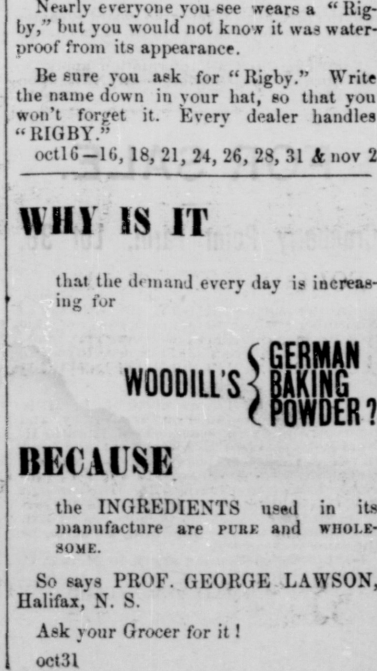 Nearly everyone you see wears a “Rig-
by,” but you would not know it was water-
proof from its appearance.
Be sure you ask for “Rigby.” Write
the name down in your hat, so that you
won't forget it. Every dealer handles
“RIGBY.”
oct16—16, 18, 21, 24, 26, 28, 31 & nov 2
WHY IS IT
that the demand every day is increas-
ing for
WOODILL'S { GERMAN
BAKING
POWDER?
BECAUSE
the INGREDIENTS used in its
manufacture are PURE and WHOLE-
SOME.
So says PROF. GEORGE LAWSON,
Halifax, N. S.
Ask your Grocer for it!
oct31